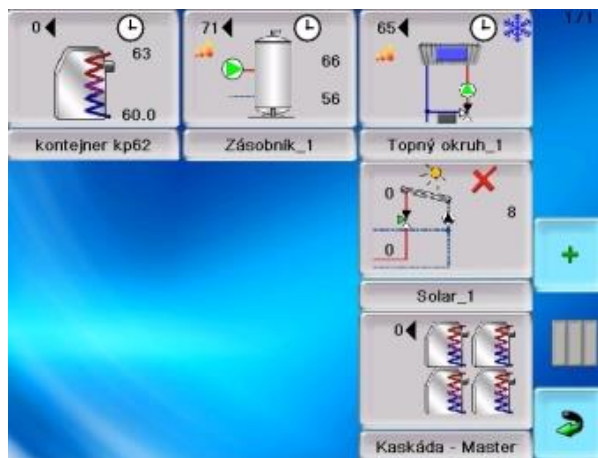 0
63
60.0
kontejner kp62
71
66
56
Zásobník_1
65
Topný okruh_1
1/1
0
8
0
Solar_1
0
Kaskáda - Master